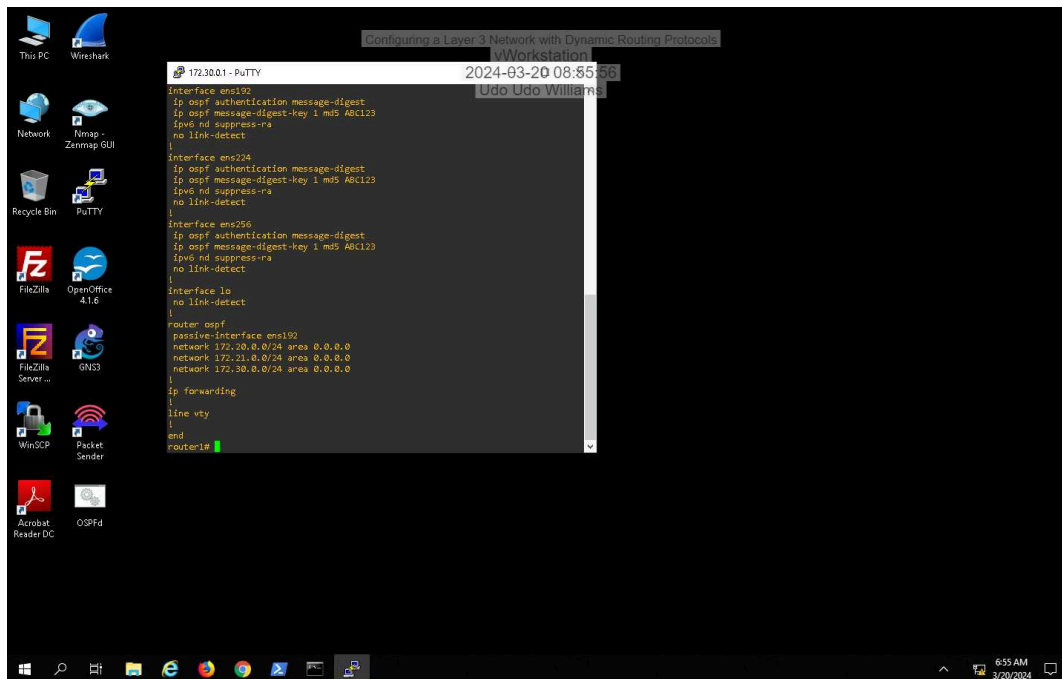 Configuring a Layer 3 Network with Dynamic Routing Protocols
vWorkstation
2024-03-20 08:55:56
Udo Udo Williams
This PC
Wireshark
Network
Nmap -
Zenmap GUI
Recycle Bin
PuTTY
FileZilla
OpenOffice
4.1.6
FileZilla
Server ...
GNS3
WinSCP
Packet
Sender
Acrobat
Reader DC
OSPFd
172.30.0.1 - PuTTY
interface ens192
ip ospf authentication message-digest
ip ospf message-digest-key 1 md5 ABC123
ipv6 nd suppress-ra
no link-detect
!
interface ens224
ip ospf authentication message-digest
ip ospf message-digest-key 1 md5 ABC123
ipv6 nd suppress-ra
no link-detect
!
interface ens256
ip ospf authentication message-digest
ip ospf message-digest-key 1 md5 ABC123
ipv6 nd suppress-ra
no link-detect
!
interface lo
no link-detect
!
router ospf
passive-interface ens192
network 172.20.0.0/24 area 0.0.0.0
network 172.21.0.0/24 area 0.0.0.0
network 172.30.0.0/24 area 0.0.0.0
!
ip forwarding
!
line vty
!
end
router1#
6:55 AM
3/20/2024